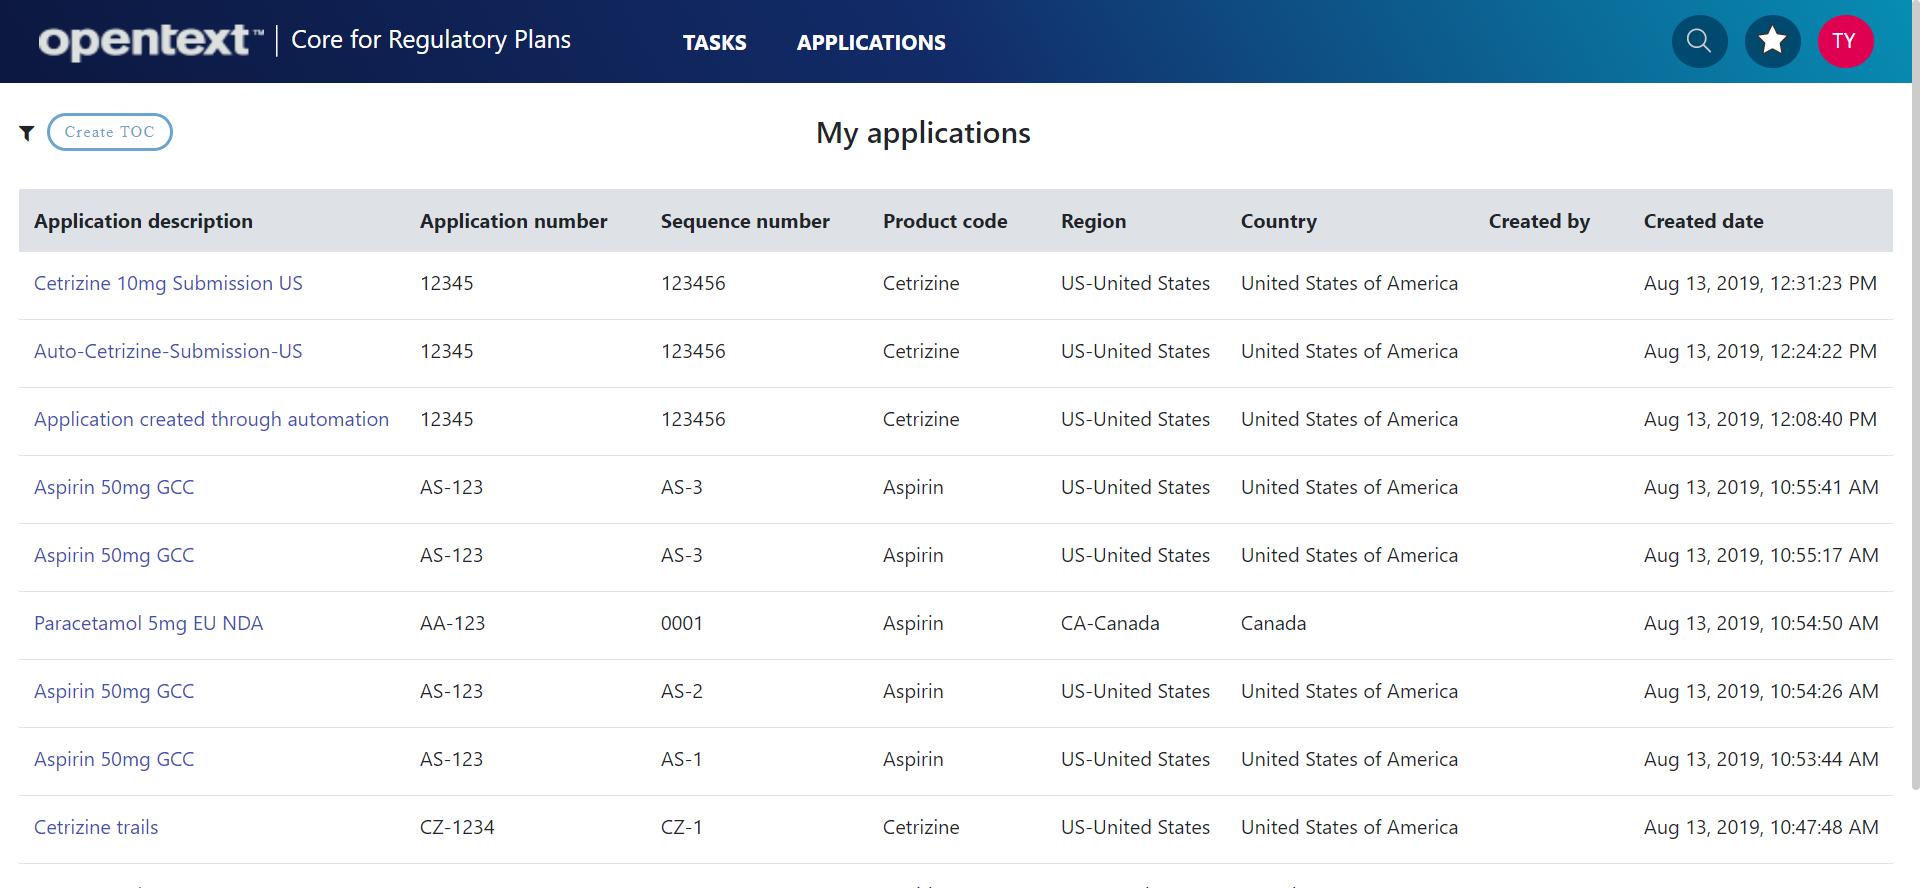 opentext™ | Core for Regulatory Plans TASKS APPLICATIONS TY
Create TOC My applications
Application description Application number Sequence number Product code Region Country Created by Created date
Cetrizine 10mg Submission US 12345 123456 Cetrizine US-United States United States of America Aug 13, 2019, 12:31:23 PM
Auto-Cetrizine-Submission-US 12345 123456 Cetrizine US-United States United States of America Aug 13, 2019, 12:24:22 PM
Application created through automation 12345 123456 Cetrizine US-United States United States of America Aug 13, 2019, 12:08:40 PM
Aspirin 50mg GCC AS-123 AS-3 Aspirin US-United States United States of America Aug 13, 2019, 10:55:41 AM
Aspirin 50mg GCC AS-123 AS-3 Aspirin US-United States United States of America Aug 13, 2019, 10:55:17 AM
Paracetamol 5mg EU NDA AA-123 0001 Aspirin CA-Canada Canada Aug 13, 2019, 10:54:50 AM
Aspirin 50mg GCC AS-123 AS-2 Aspirin US-United States United States of America Aug 13, 2019, 10:54:26 AM
Aspirin 50mg GCC AS-123 AS-1 Aspirin US-United States United States of America Aug 13, 2019, 10:53:44 AM
Cetrizine trails CZ-1234 CZ-1 Cetrizine US-United States United States of America Aug 13, 2019, 10:47:48 AM